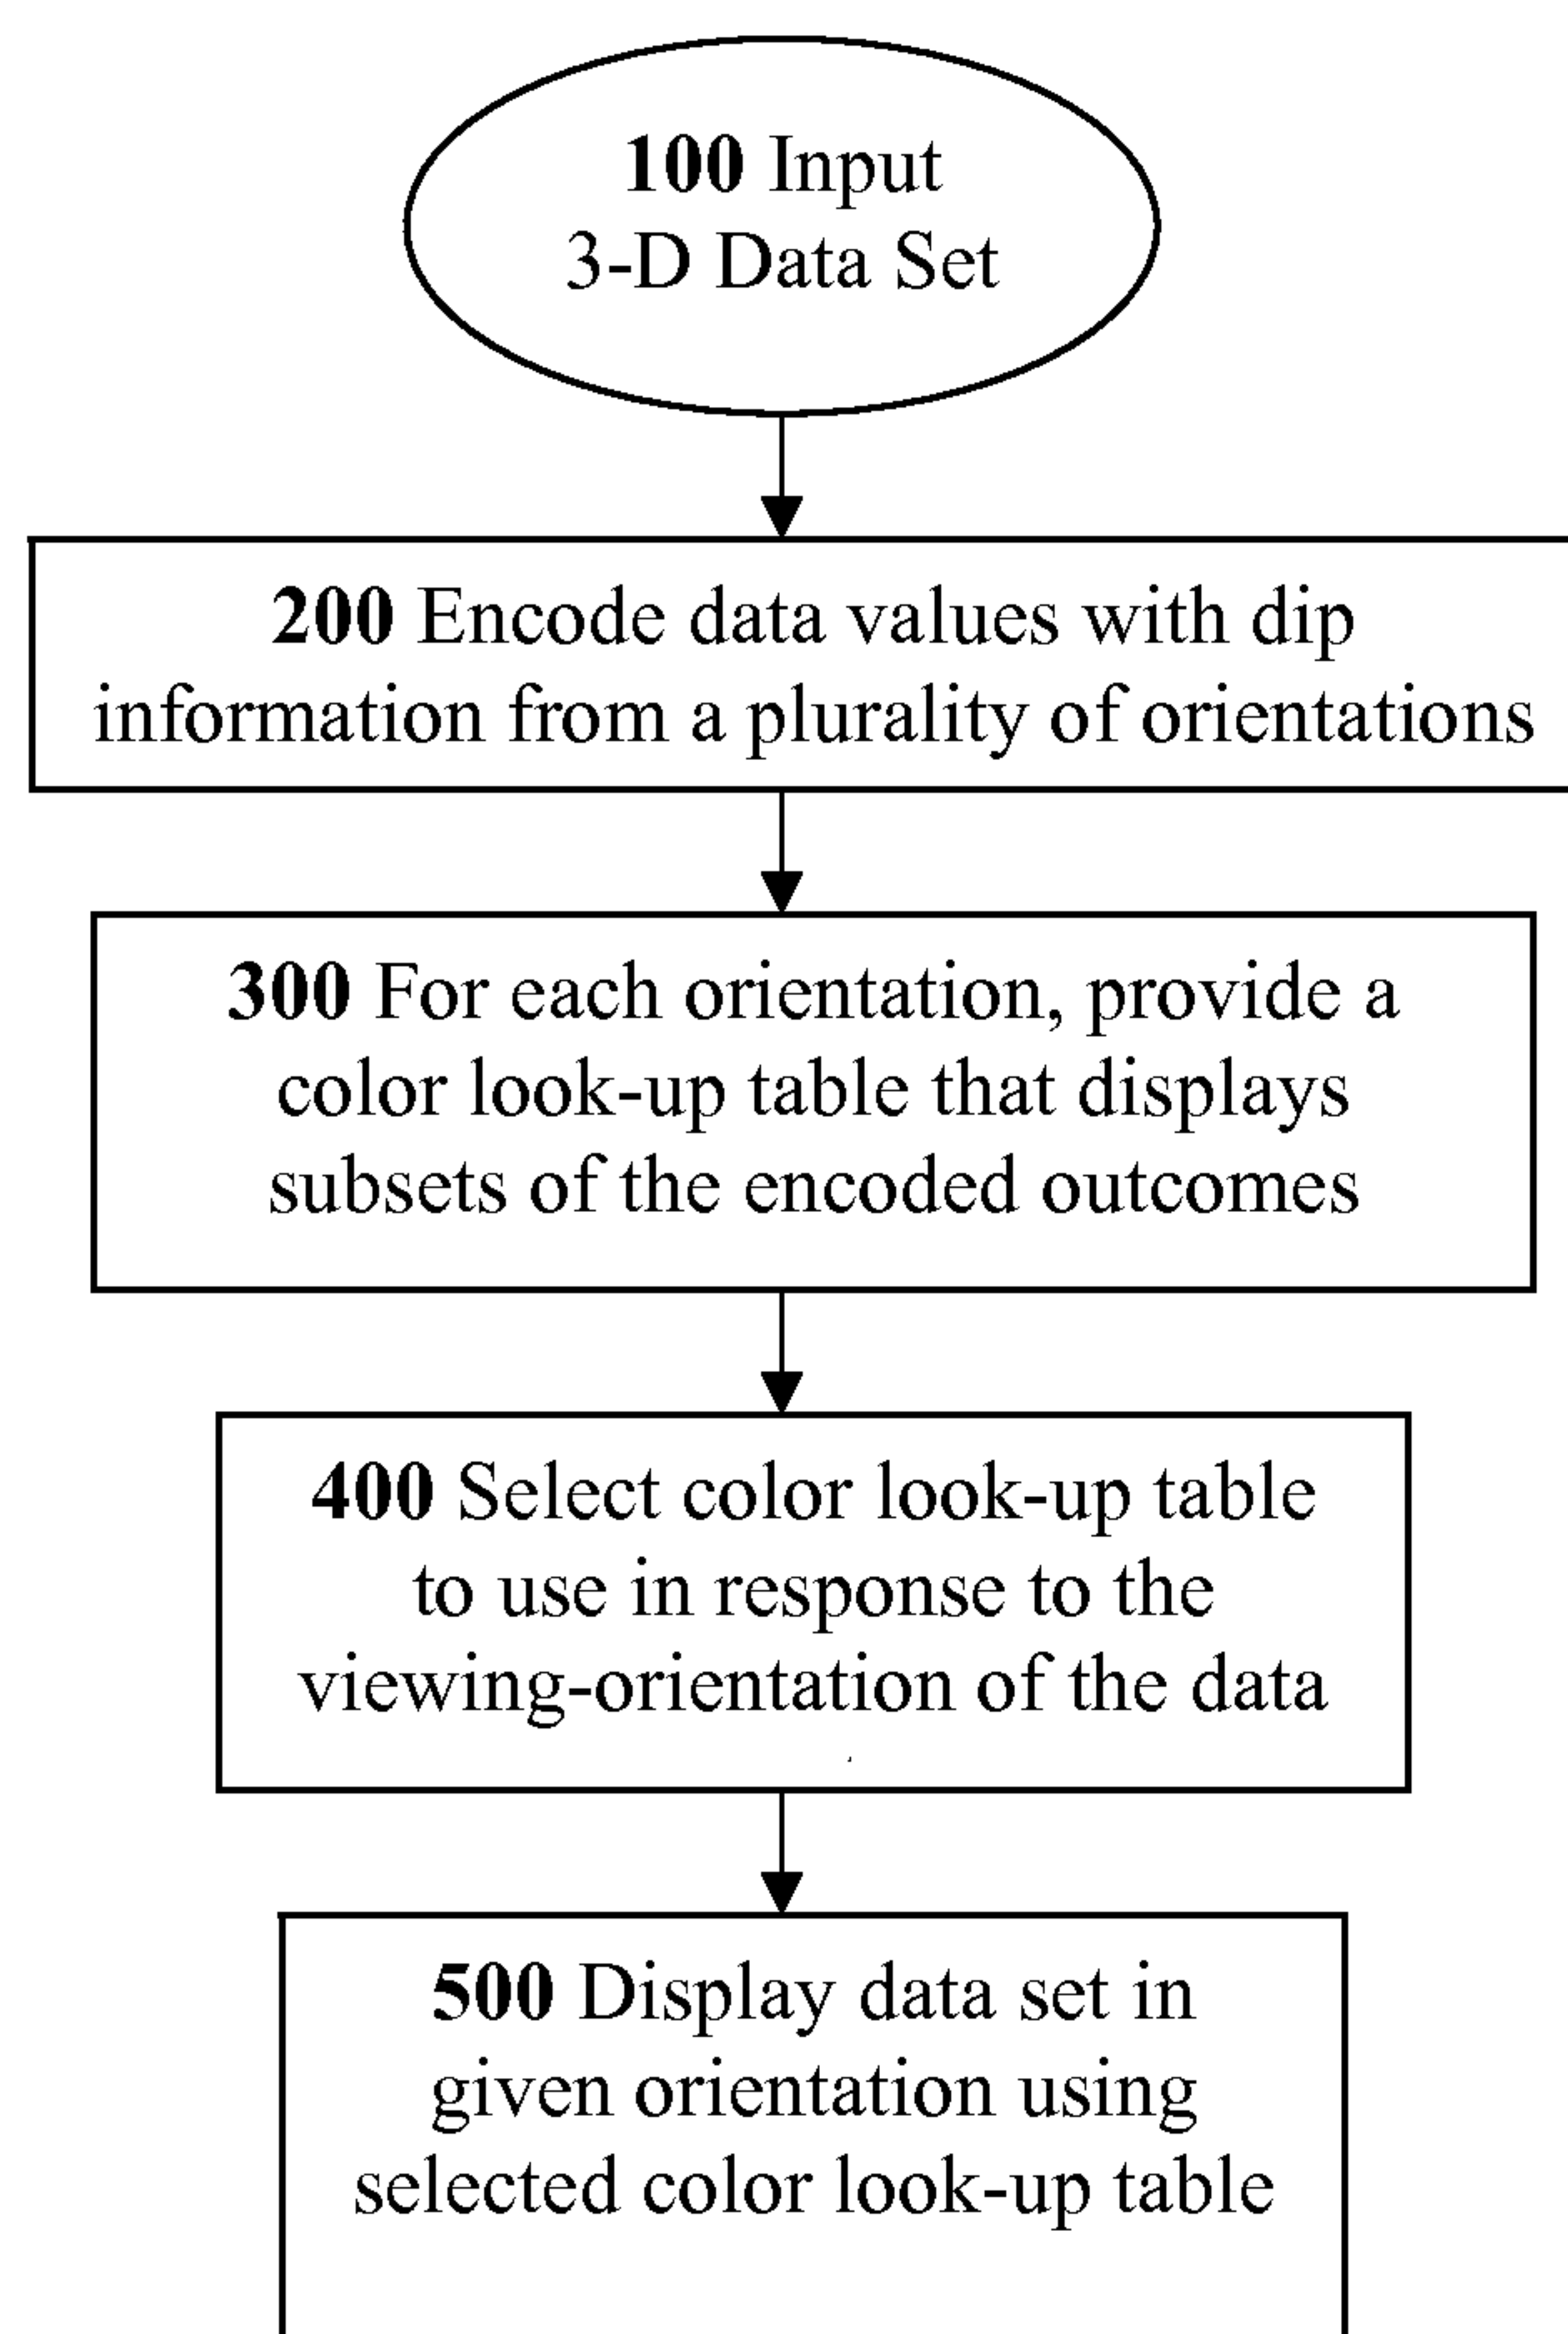 100 Input
3-D Data Set
200 Encode data values with dip
information from a plurality of orientations
300 For each orientation, provide a
color look-up table that displays
subsets of the encoded outcomes
400 Select color look-up table
to use in response to the
viewing-orientation of the data
500 Display data set in
given orientation using
selected color look-up table